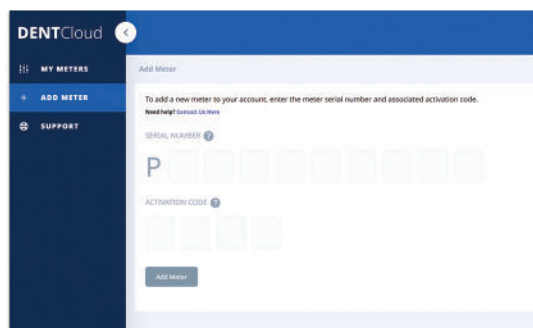 DENTCloud
MY METERS
ADD METER
SUPPORT
Add Meter
To add a new meter to your account, enter the meter serial number and associated activation code.
Need help? Contact Us Here
SERIAL NUMBER ?
P
ACTIVATION CODE ?
Add Meter